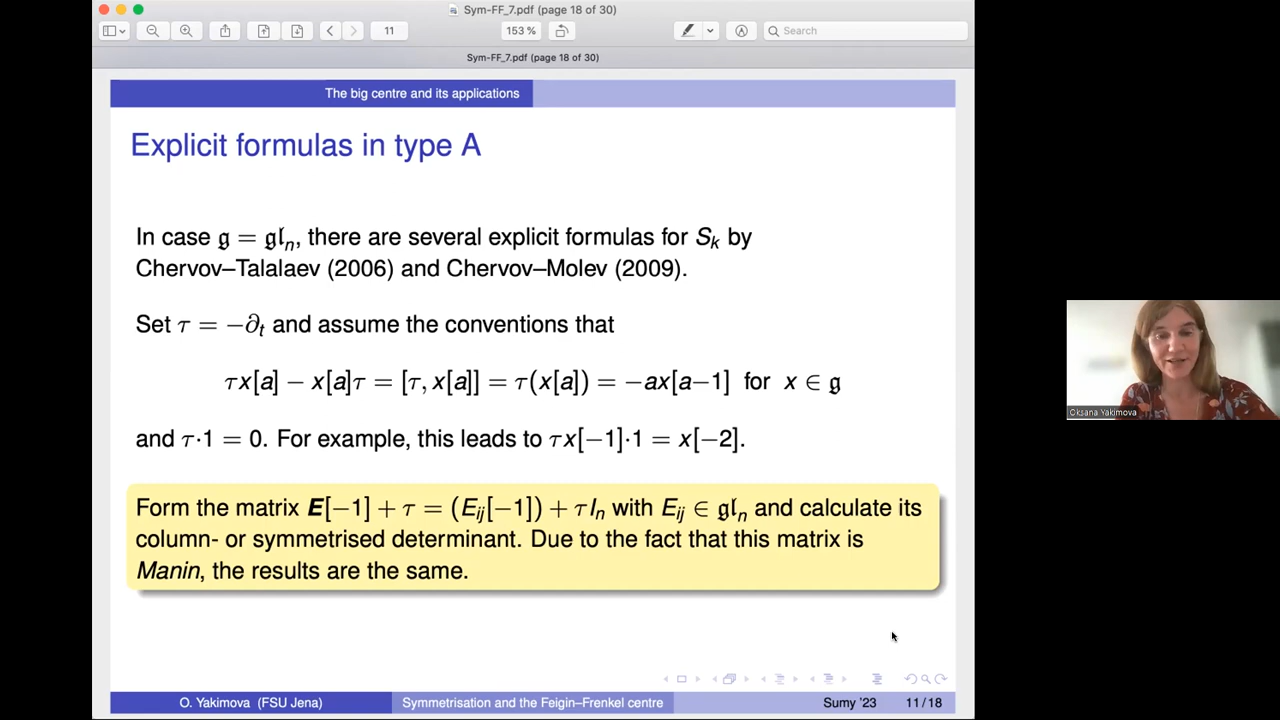 Sym-FF_7.pdf (page 18 of 30)
11
153 %
Search
Sym-FF_7.pdf (page 18 of 30)
The big centre and its applications
Explicit formulas in type A
In case 𝔤 = 𝔤𝔩ₙ, there are several explicit formulas for Sₖ by
Chervov–Talalaev (2006) and Chervov–Molev (2009).
Set τ = −∂ₜ and assume the conventions that
τx[a] − x[a]τ = [τ, x[a]] = τ(x[a]) = −ax[a−1] for x ∈ 𝔤
and τ·1 = 0. For example, this leads to τx[−1]·1 = x[−2].
Form the matrix E[−1] + τ = (Eᵢⱼ[−1]) + τIₙ with Eᵢⱼ ∈ 𝔤𝔩ₙ and calculate its
column- or symmetrised determinant. Due to the fact that this matrix is
Manin, the results are the same.
Oksana Yakimova
O. Yakimova (FSU Jena)
Symmetrisation and the Feigin–Frenkel centre
Sumy '23
11 / 18